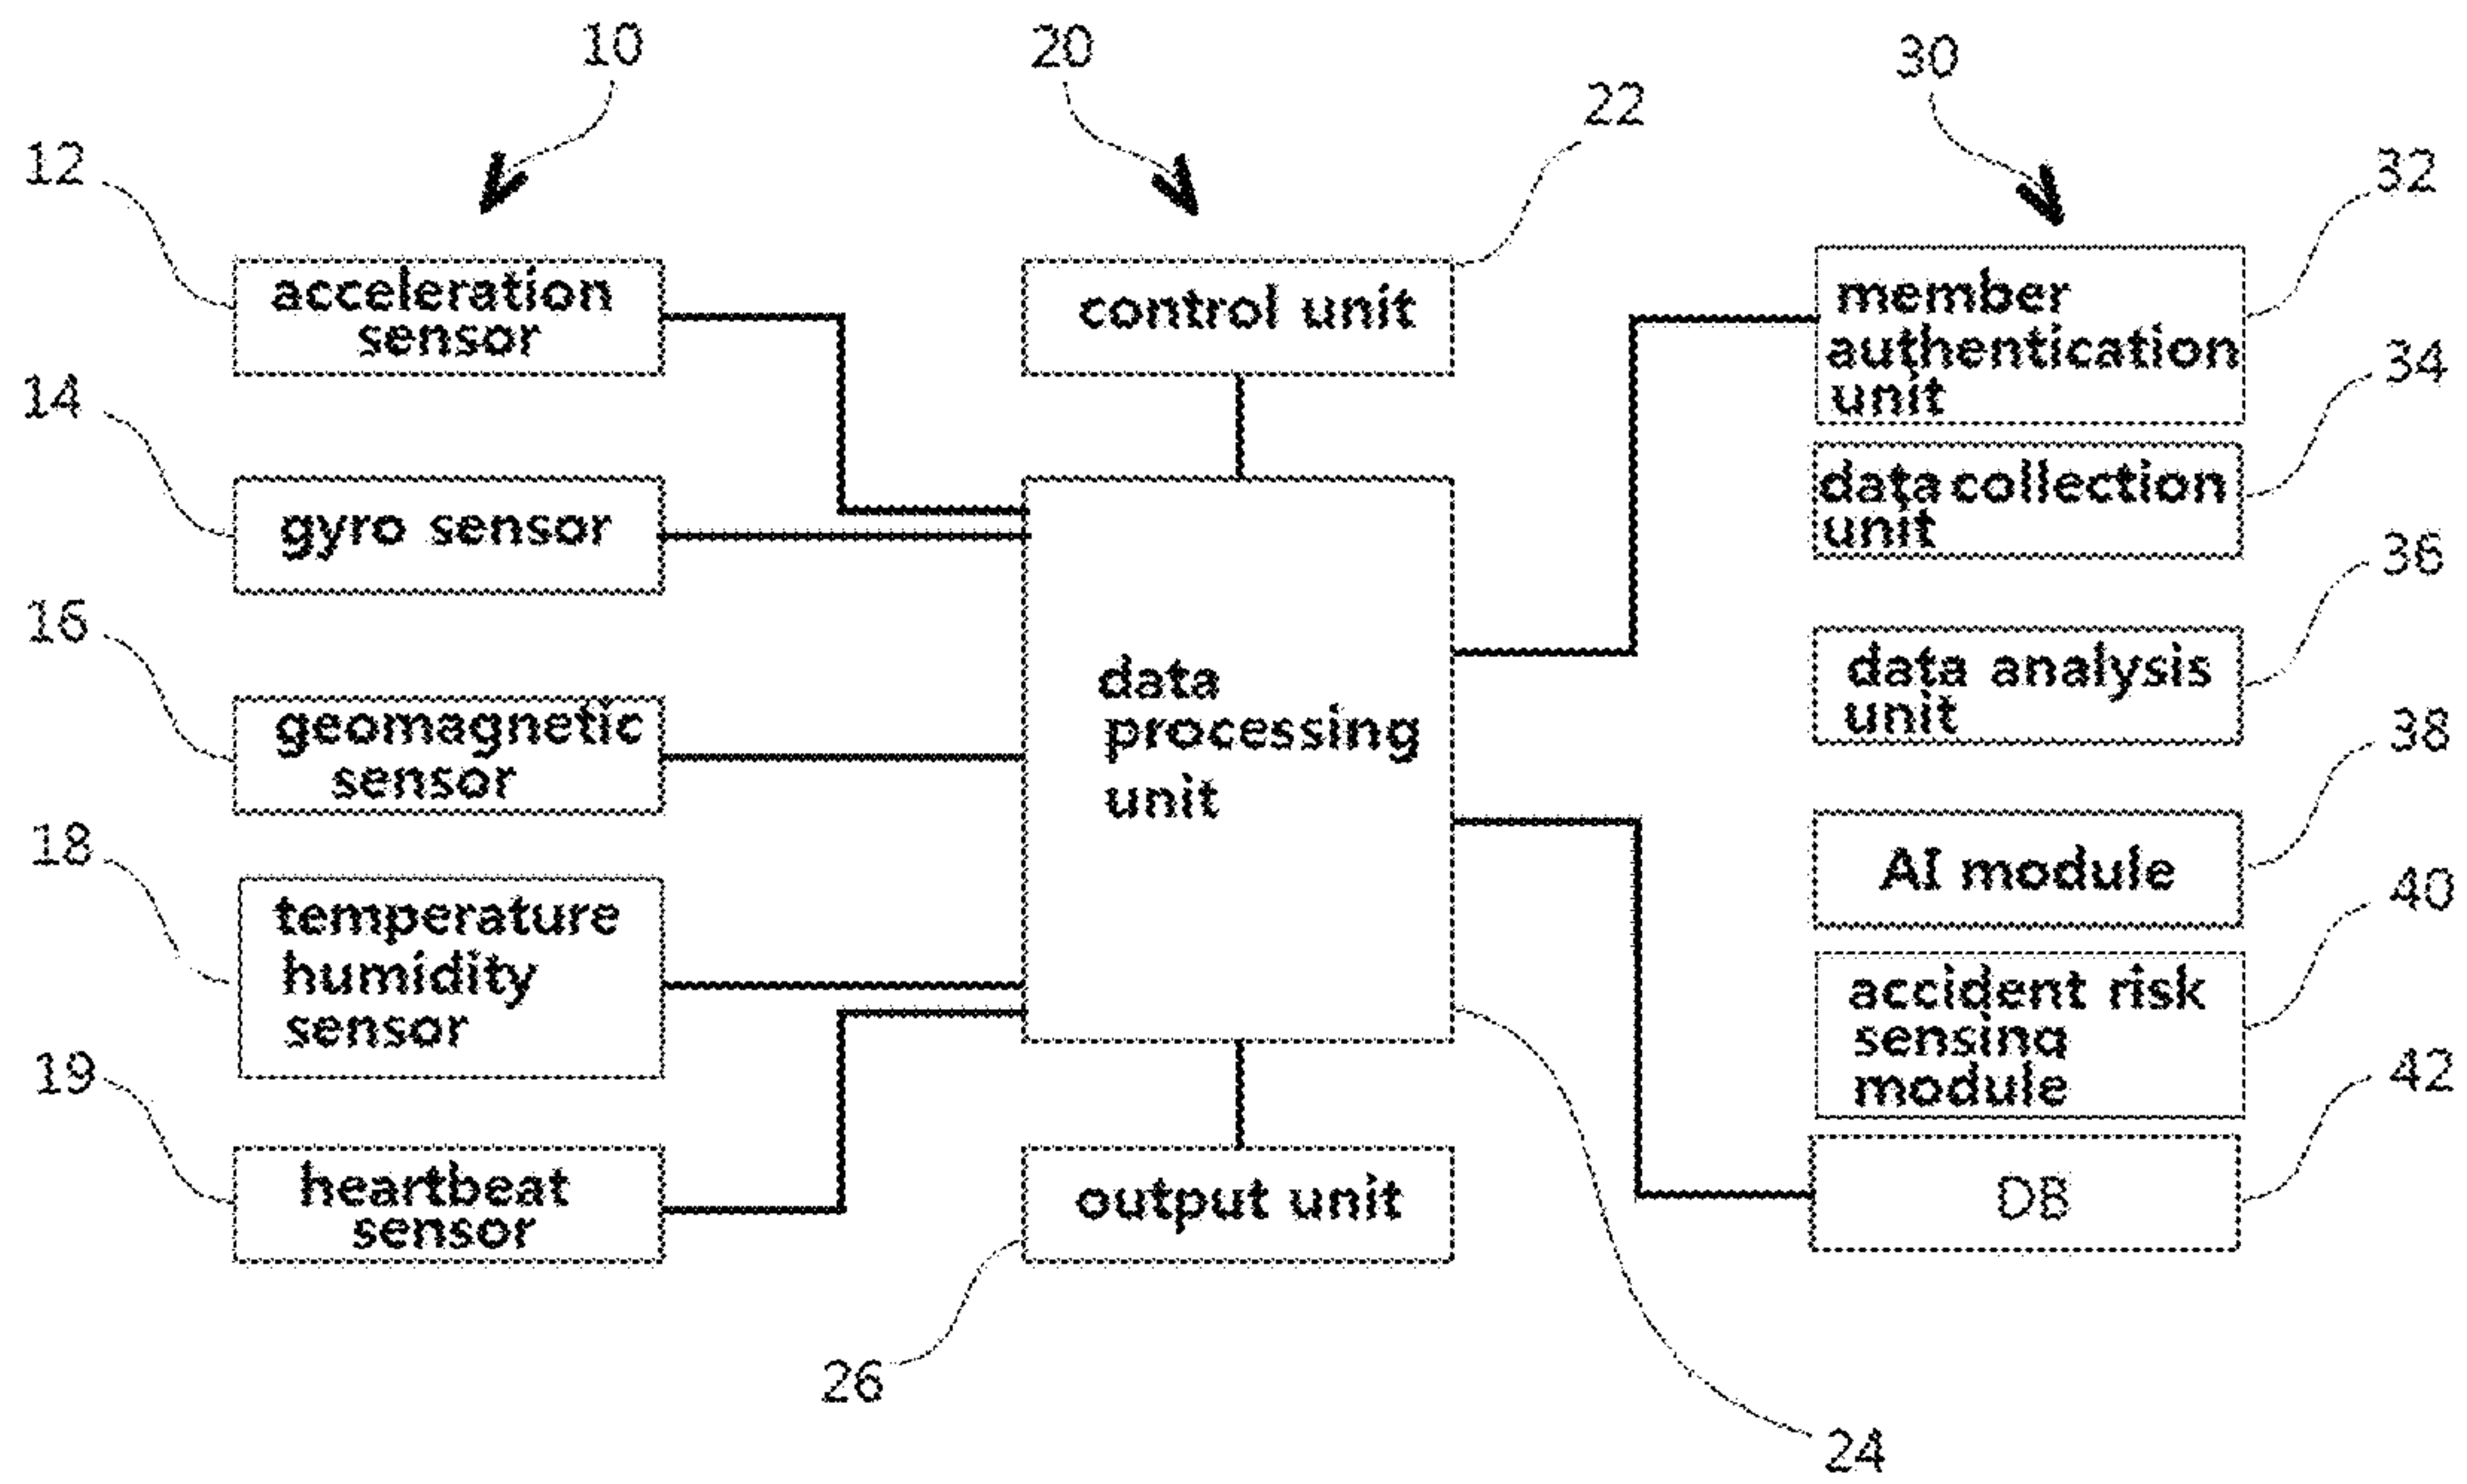 10
20
30
22
12
32
acceleration
sensor
control unit
member
authentication
unit
34
14
data collection
unit
gyro sensor
36
16
data analysis
unit
geomagnetic
sensor
data
processing
unit
38
18
AI module
40
temperature
humidity
sensor
accident risk
sensing
module
19
42
heartbeat
sensor
output unit
DB
26
24